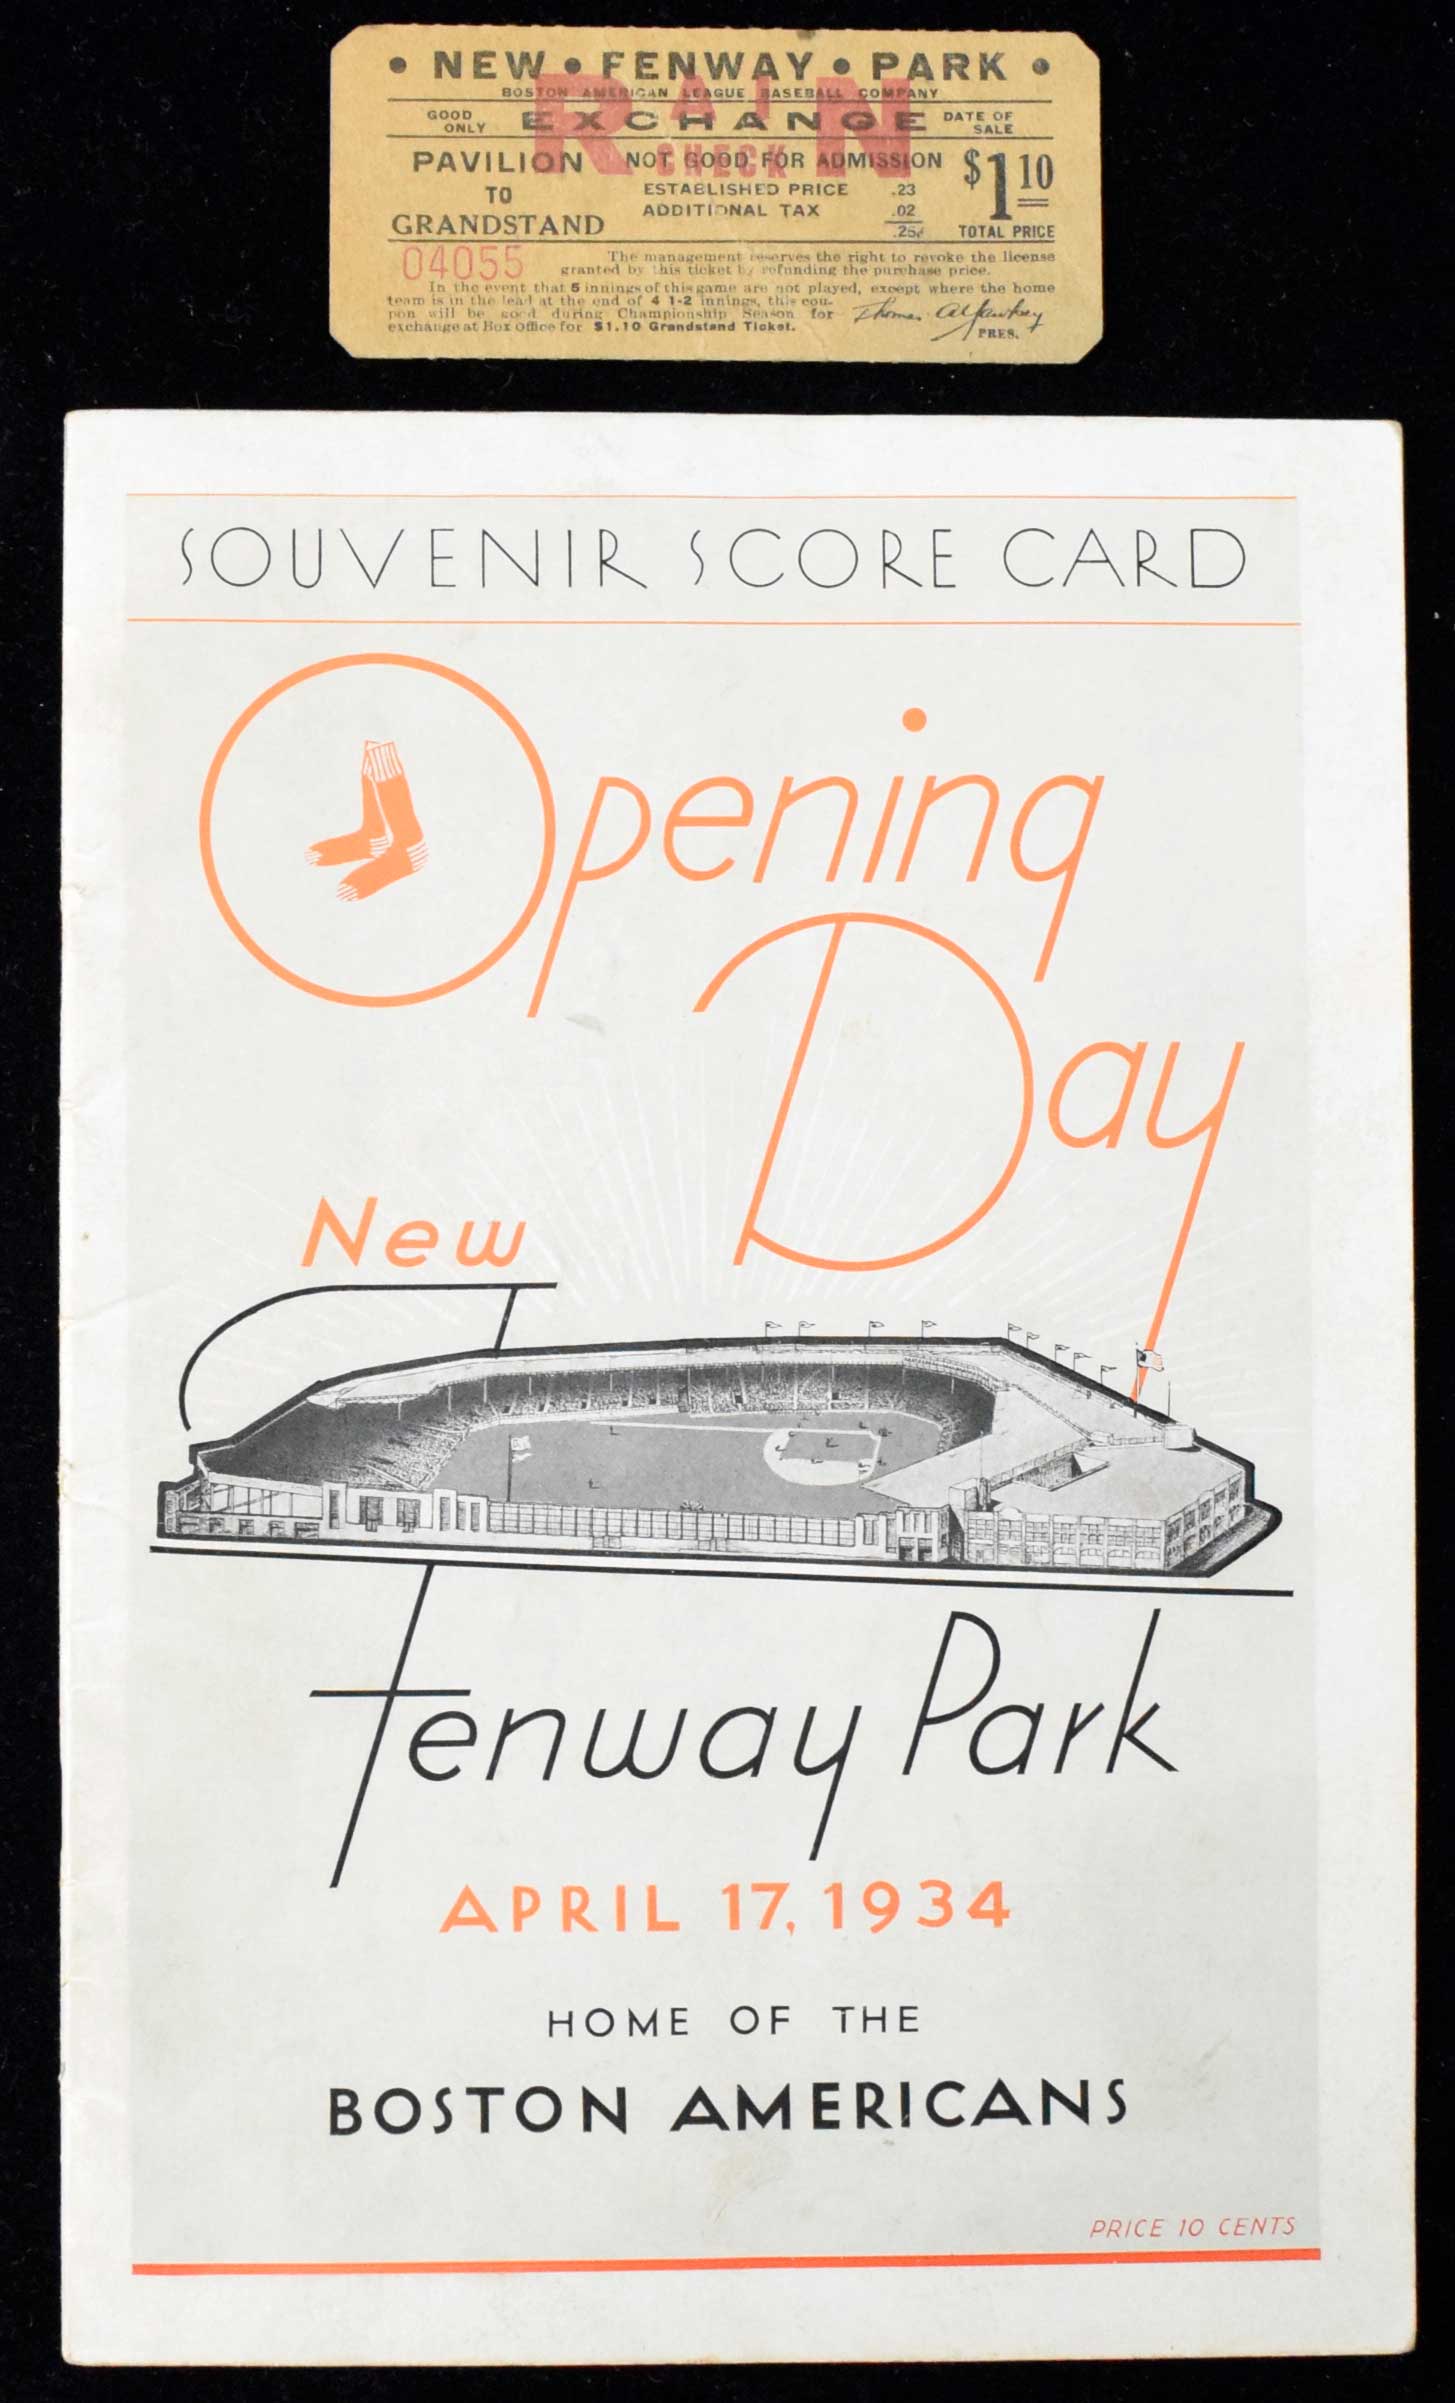 • NEW • FENWAY • PARK •
BOSTON AMERICAN LEAGUE BASEBALL COMPANY
GOOD ONLY EXCHANGE DATE OF SALE
RAIN
CHECK
PAVILION TO GRANDSTAND
NOT GOOD FOR ADMISSION
ESTABLISHED PRICE .23
ADDITIONAL TAX .02
.25¢
$1.10
TOTAL PRICE
04055
The management reserves the right to revoke the license
granted by this ticket by refunding the purchase price.
In the event that 5 innings of this game are not played, except where the home
team is in the lead at the end of 4 1-2 innings, this cou-
pon will be good during Championship Season for
exchange at Box Office for $1.10 Grandstand Ticket.
Thomas A Yawkey
PRES.
SOUVENIR SCORE CARD
Opening
Day
New
Fenway Park
APRIL 17, 1934
HOME OF THE
BOSTON AMERICANS
PRICE 10 CENTS